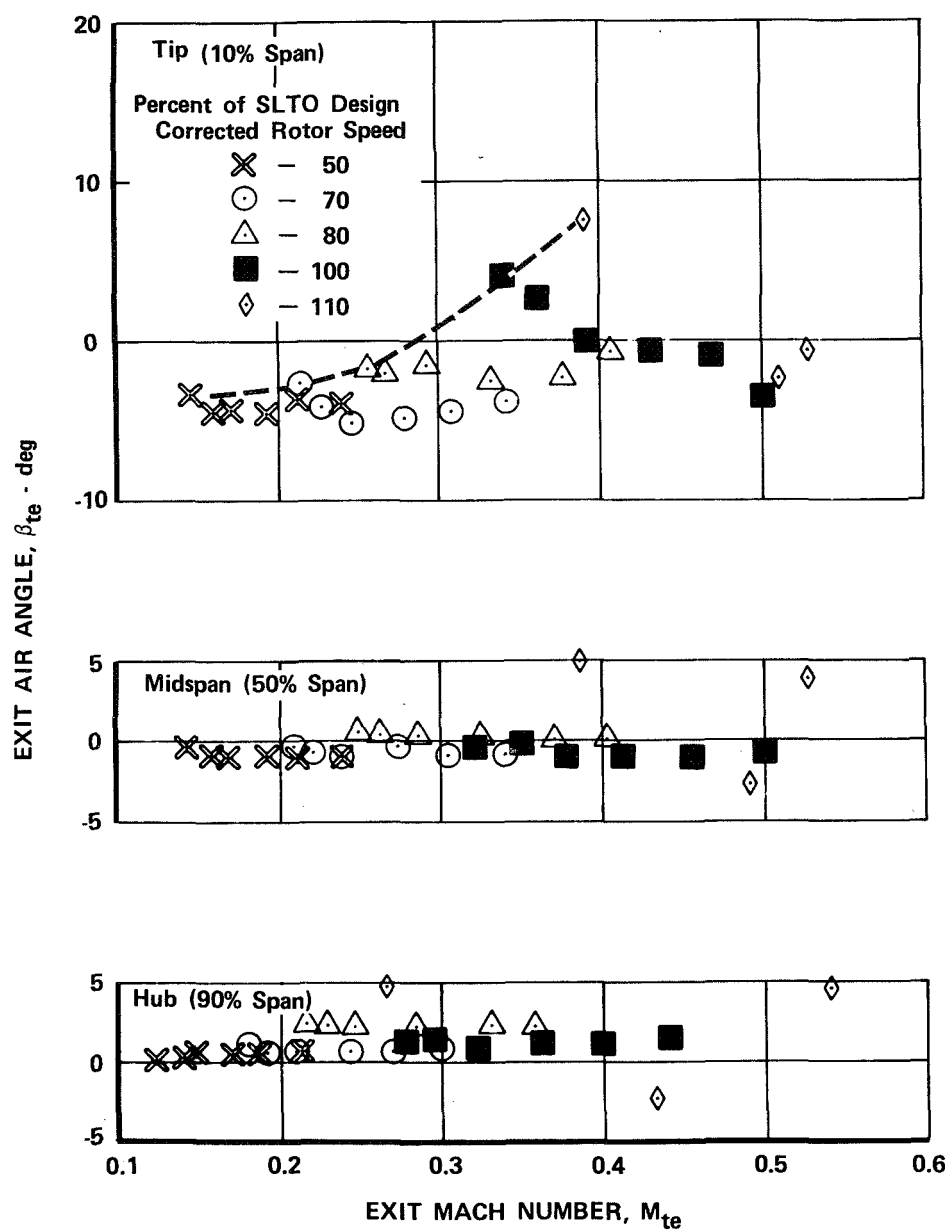 20
Tip (10% Span)
Percent of SLTO Design
Corrected Rotor Speed
– 50
– 70
– 80
– 100
– 110
10
0
-10
EXIT AIR ANGLE, βte - deg
5
Midspan (50% Span)
0
-5
5
Hub (90% Span)
0
-5
0.1 0.2 0.3 0.4 0.5 0.6
EXIT MACH NUMBER, Mte